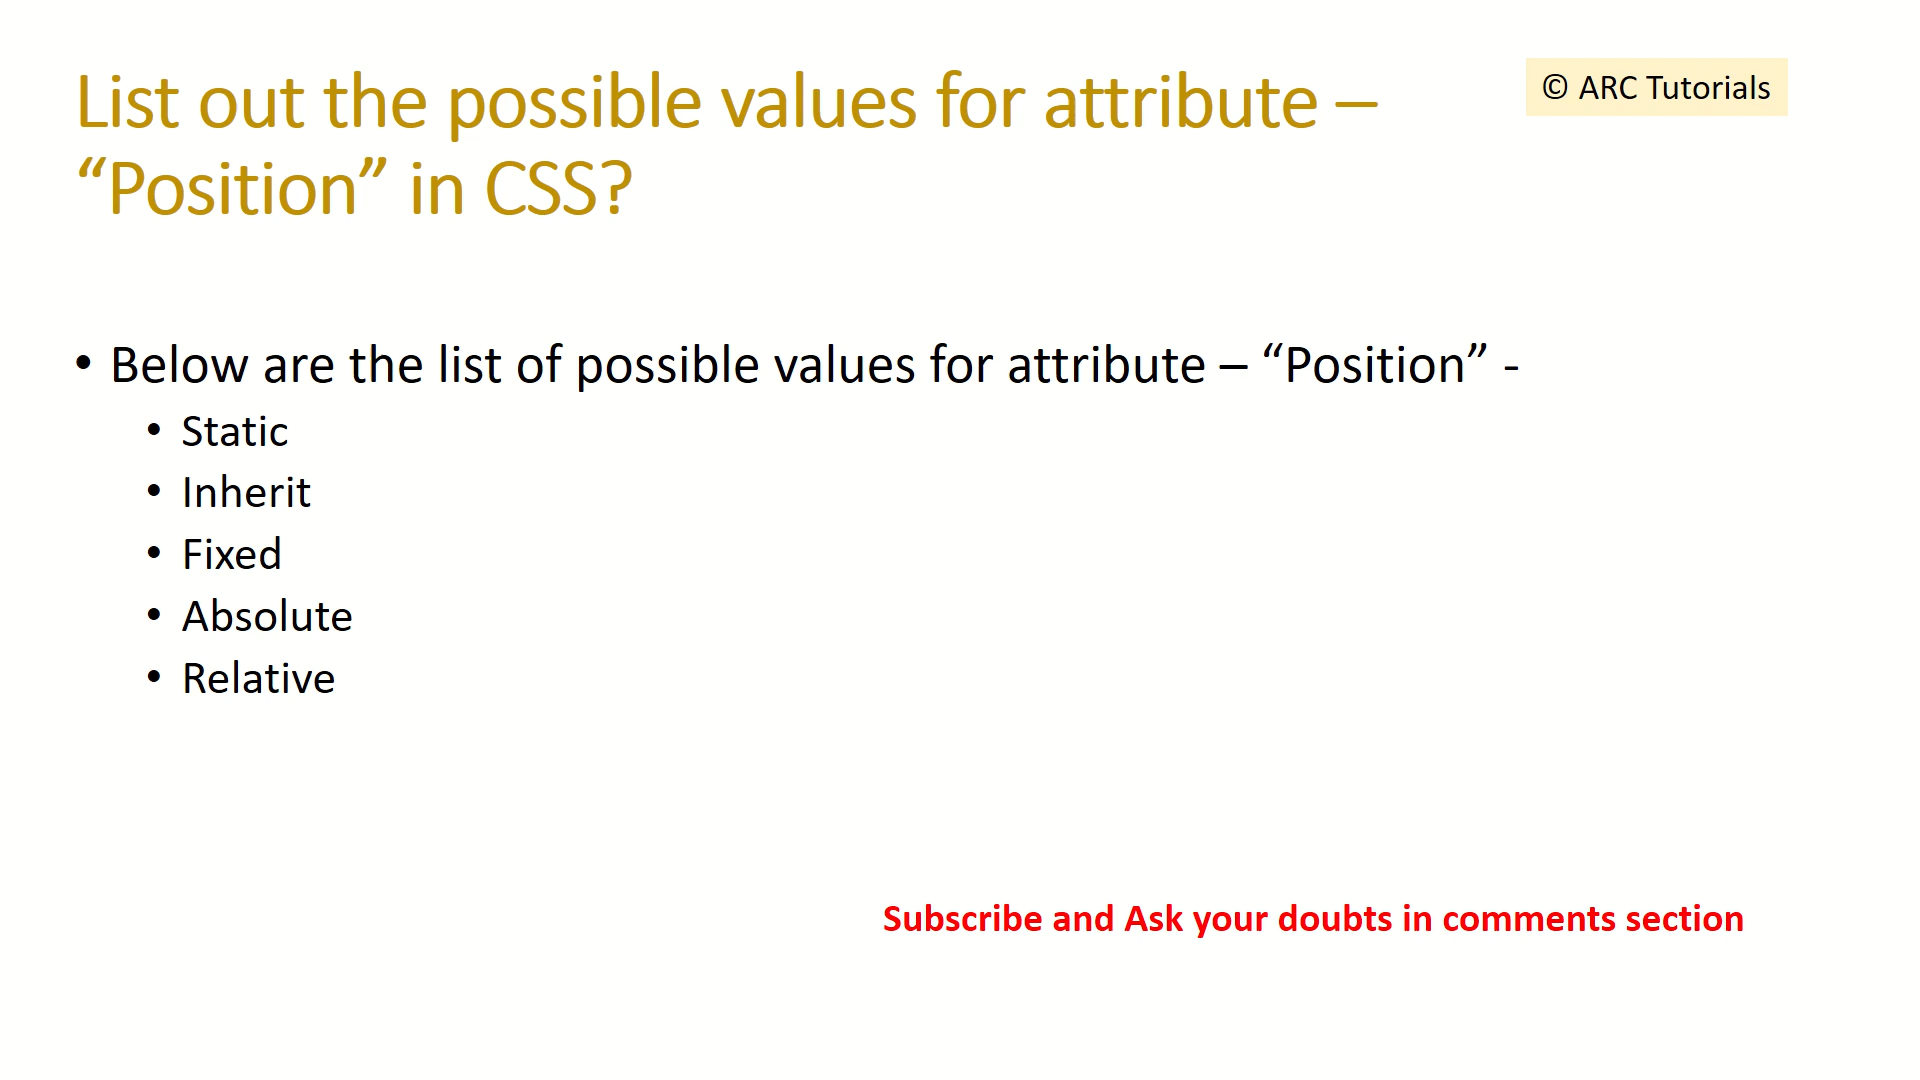 List out the possible values for attribute –
“Position” in CSS?
© ARC Tutorials
• Below are the list of possible values for attribute – “Position” -
• Static
• Inherit
• Fixed
• Absolute
• Relative
Subscribe and Ask your doubts in comments section